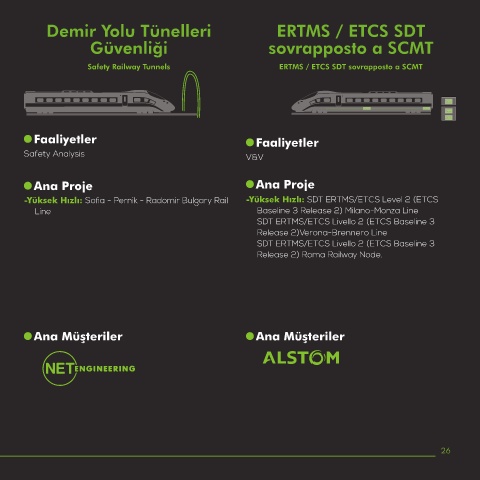 Demir Yolu Tünelleri
Güvenliği
Safety Railway Tunnels
Faaliyetler
Safety Analysis
Ana Proje
-Yüksek Hızlı: Sofia - Pernik - Radomir Bulgary Rail
Line
Ana Müşteriler
NET ENGINEERING
ERTMS / ETCS SDT
sovrapposto a SCMT
ERTMS / ETCS SDT sovrapposto a SCMT
Faaliyetler
V&V
Ana Proje
-Yüksek Hızlı: SDT ERTMS/ETCS Level 2 (ETCS
Baseline 3 Release 2) Milano-Monza Line
SDT ERTMS/ETCS Livello 2 (ETCS Baseline 3
Release 2)Verona-Brennero Line
SDT ERTMS/ETCS Livello 2 (ETCS Baseline 3
Release 2) Roma Railway Node.
Ana Müşteriler
ALSTOM
26